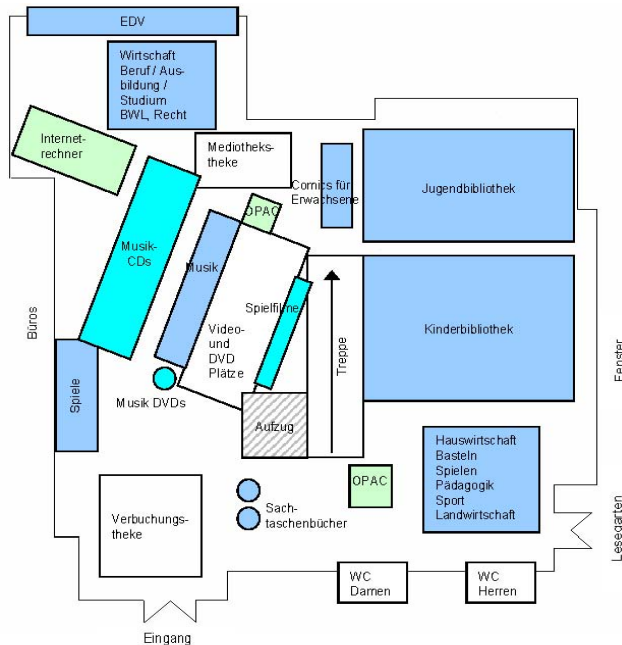 EDV
Wirtschaft
Beruf / Aus-
bildung /
Studium
BWL, Recht
Internet-
rechner
Mediotheks-
theke
Comics für
Erwachsene
Jugendbibliothek
OPAC
Musik-
CDs
Musik
Spielfilme
Video-
und
DVD
Plätze
Treppe
Kinderbibliothek
Büros
Fenster
Spiele
Musik DVDs
Aufzug
Hauswirtschaft
Basteln
Spielen
Pädagogik
Sport
Landwirtschaft
OPAC
Verbuchungs-
theke
Sach-
taschenbücher
Lesegarten
WC
Damen
WC
Herren
Eingang